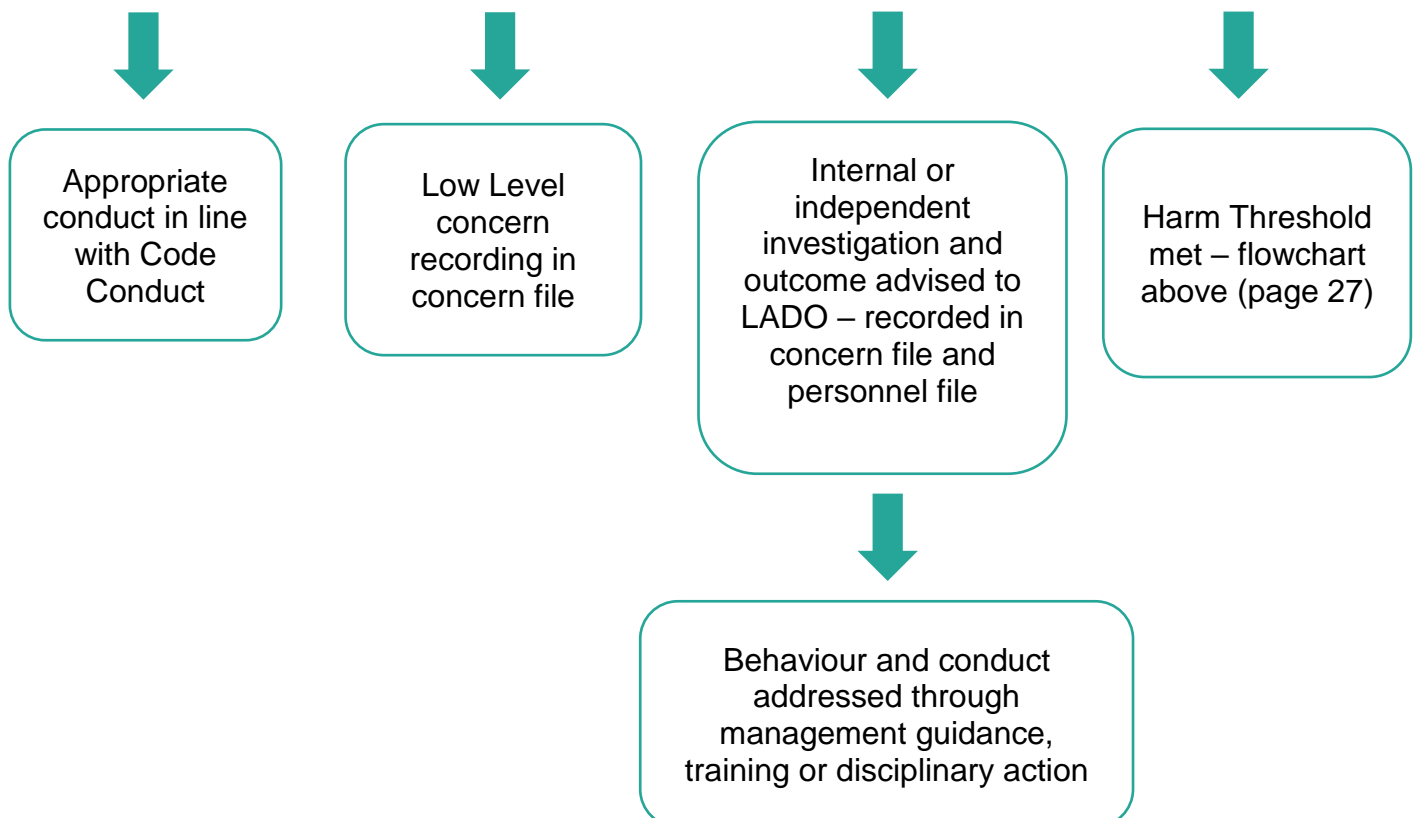 Appropriate
conduct in line
with Code
Conduct
Low Level
concern
recording in
concern file
Internal or
independent
investigation and
outcome advised to
LADO – recorded in
concern file and
personnel file
Harm Threshold
met – flowchart
above (page 27)
Behaviour and conduct
addressed through
management guidance,
training or disciplinary action